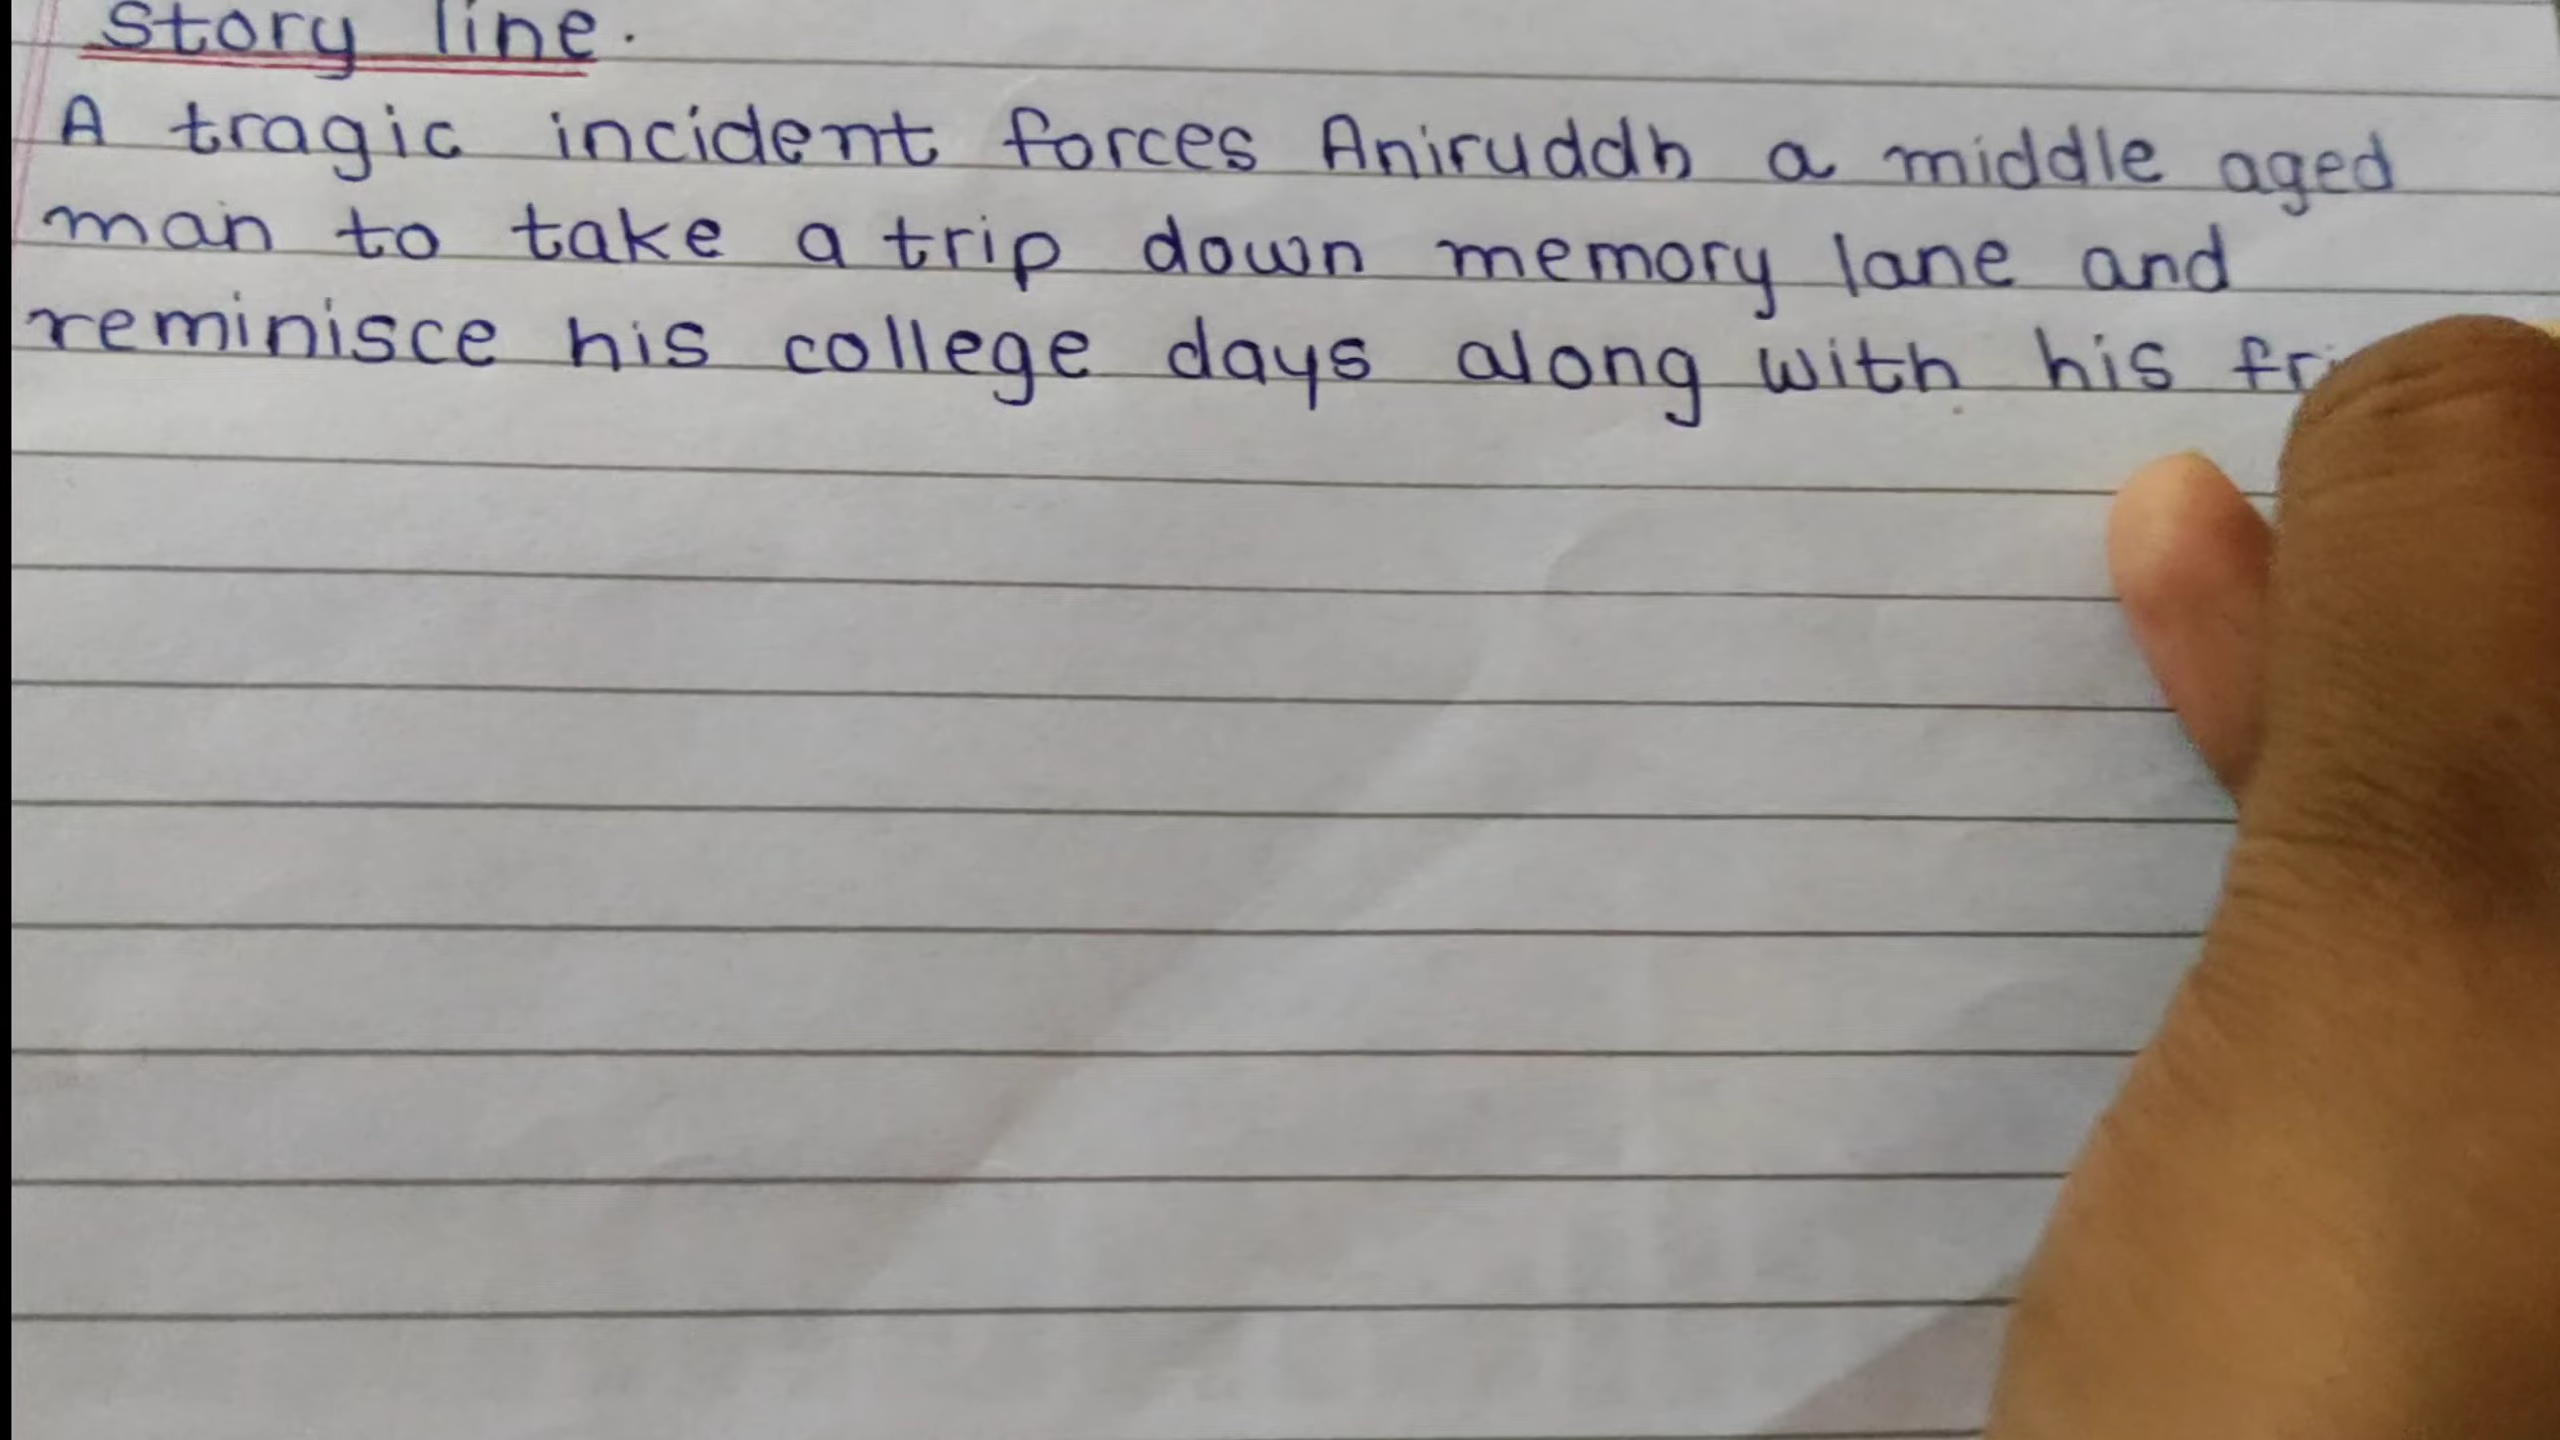 Story line.
A tragic incident forces Aniruddh a middle aged
man to take a trip down memory lane and
reminisce his college days along with his